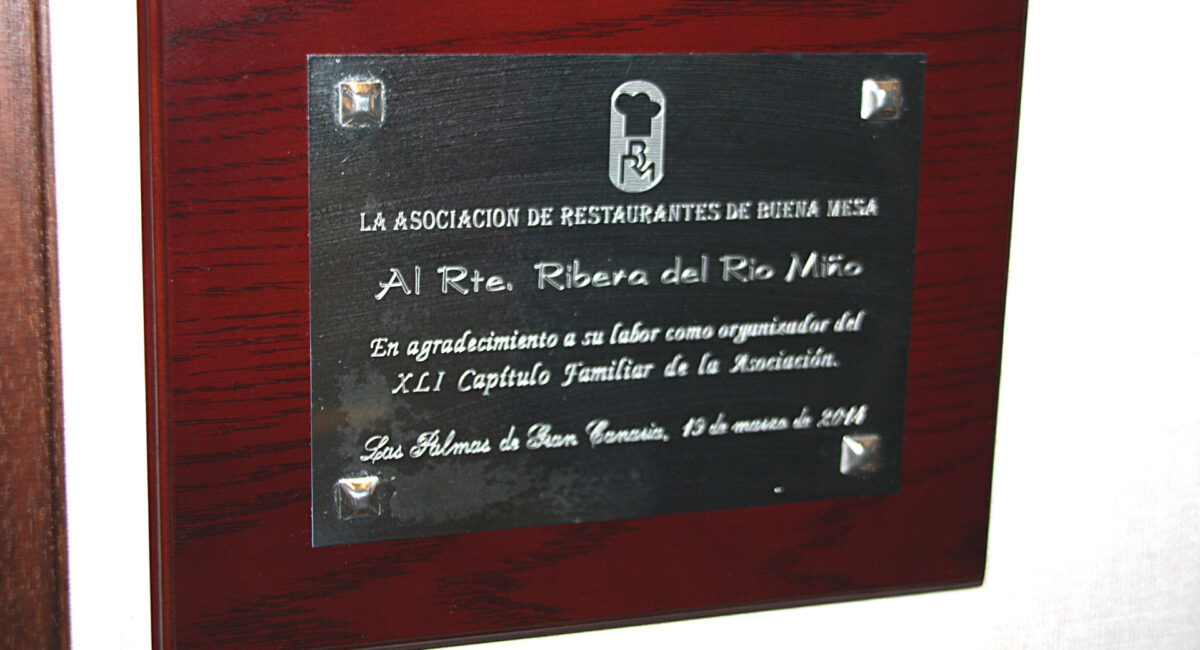 RBM
LA ASOCIACION DE RESTAURANTES DE BUENA MESA
Al Rte. Ribera del Rio Miño
En agradecimiento a su labor como organizador del
XLI Capítulo Familiar de la Asociación.
Las Palmas de Gran Canaria, 19 de marzo de